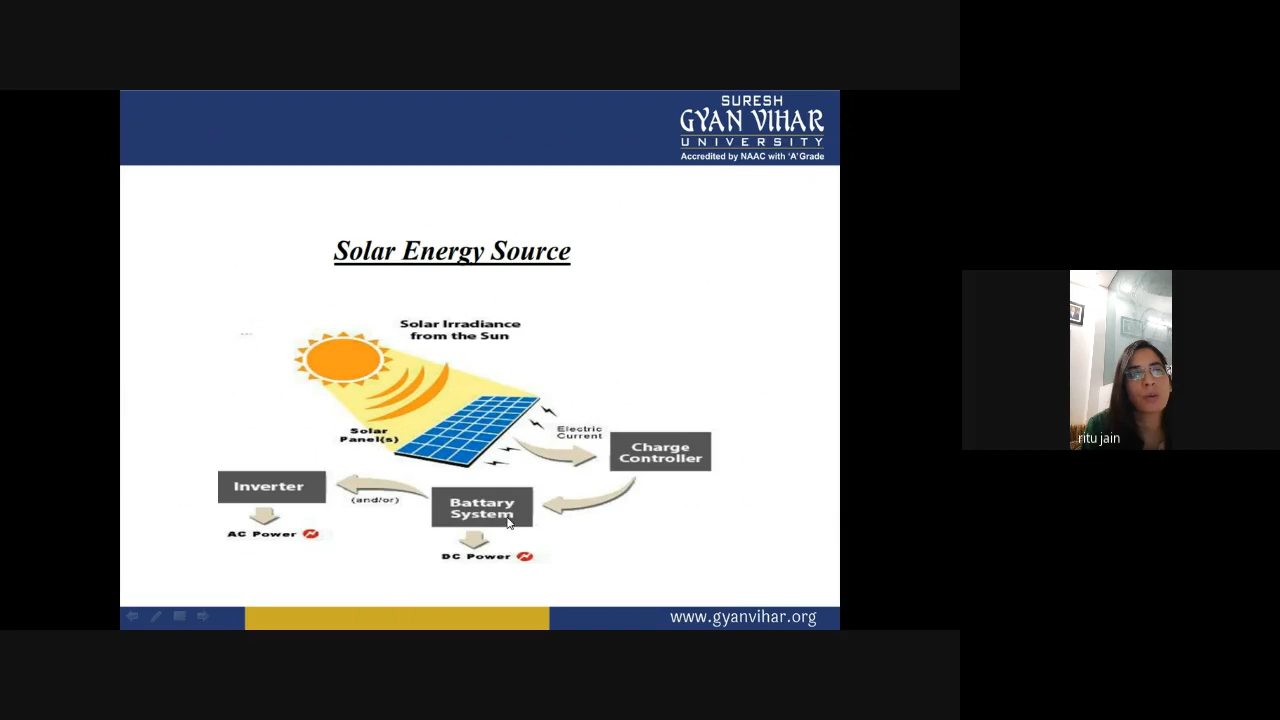 SURESH
GYAN VIHAR
UNIVERSITY
Accredited by NAAC with 'A' Grade
Solar Energy Source
Solar Irradiance
from the Sun
Solar
Panel(s)
Electric
Current
Charge
Controller
Inverter
(and/or)
Battary
System
AC Power
DC Power
www.gyanvihar.org
ritu jain